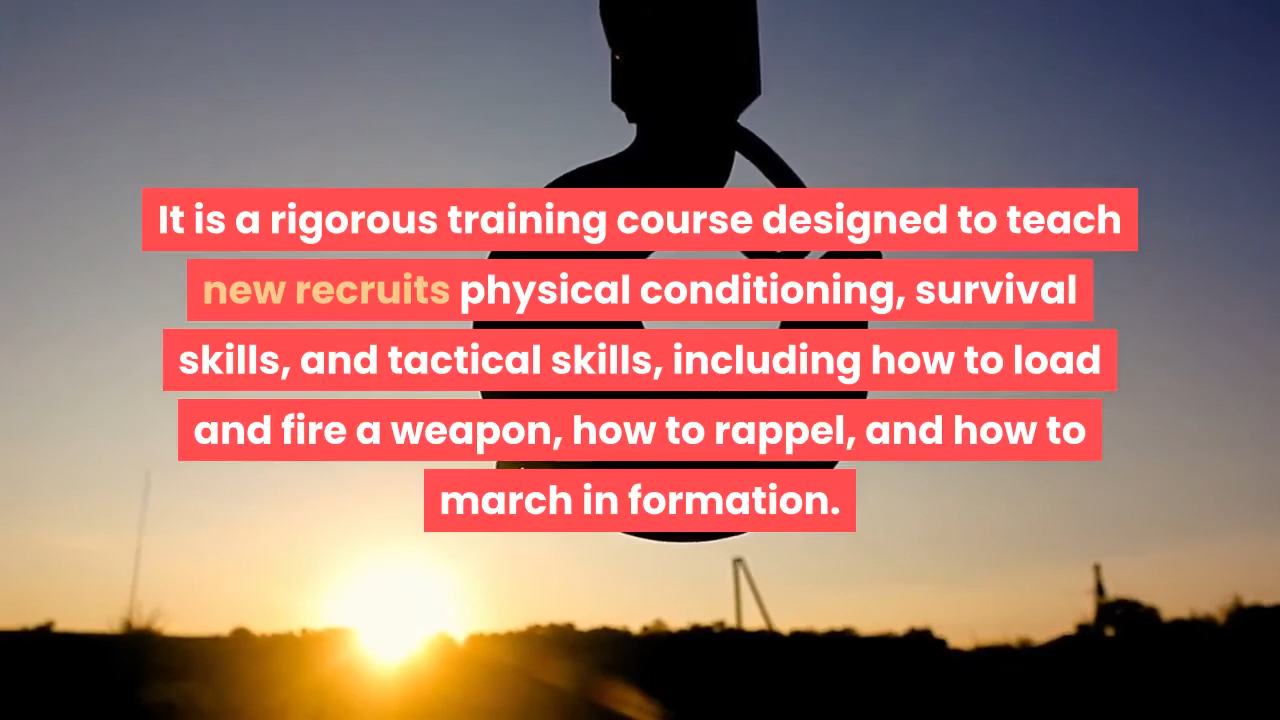 It is a rigorous training course designed to teach
new recruits physical conditioning, survival
skills, and tactical skills, including how to load
and fire a weapon, how to rappel, and how to
march in formation.